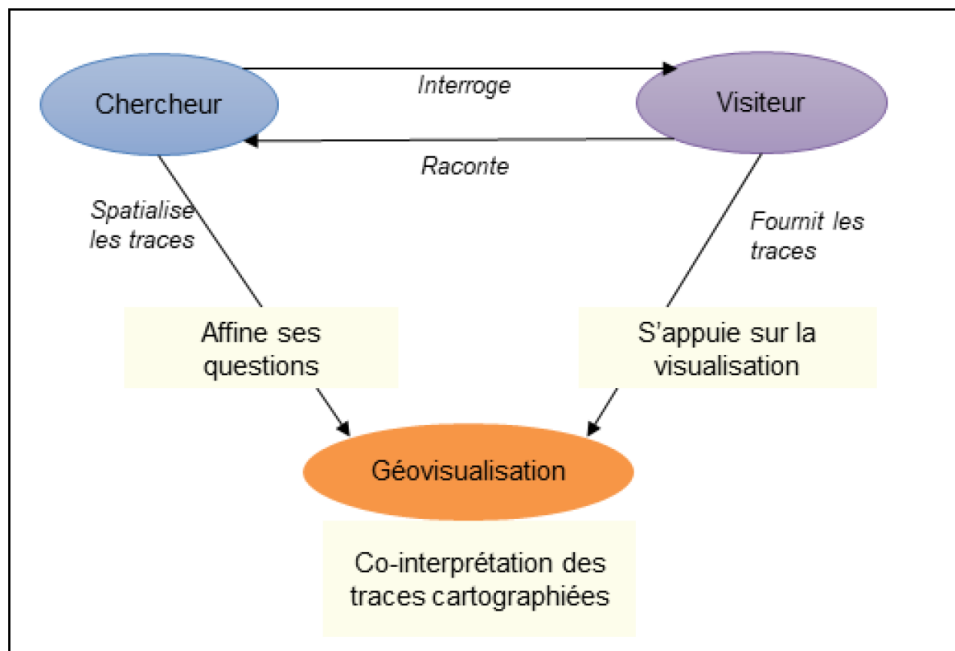 Chercheur
Interroge
Visiteur
Raconte
Spatialise
les traces
Fournit les
traces
Affine ses
questions
S'appuie sur la
visualisation
Géovisualisation
Co-interprétation des
traces cartographiées